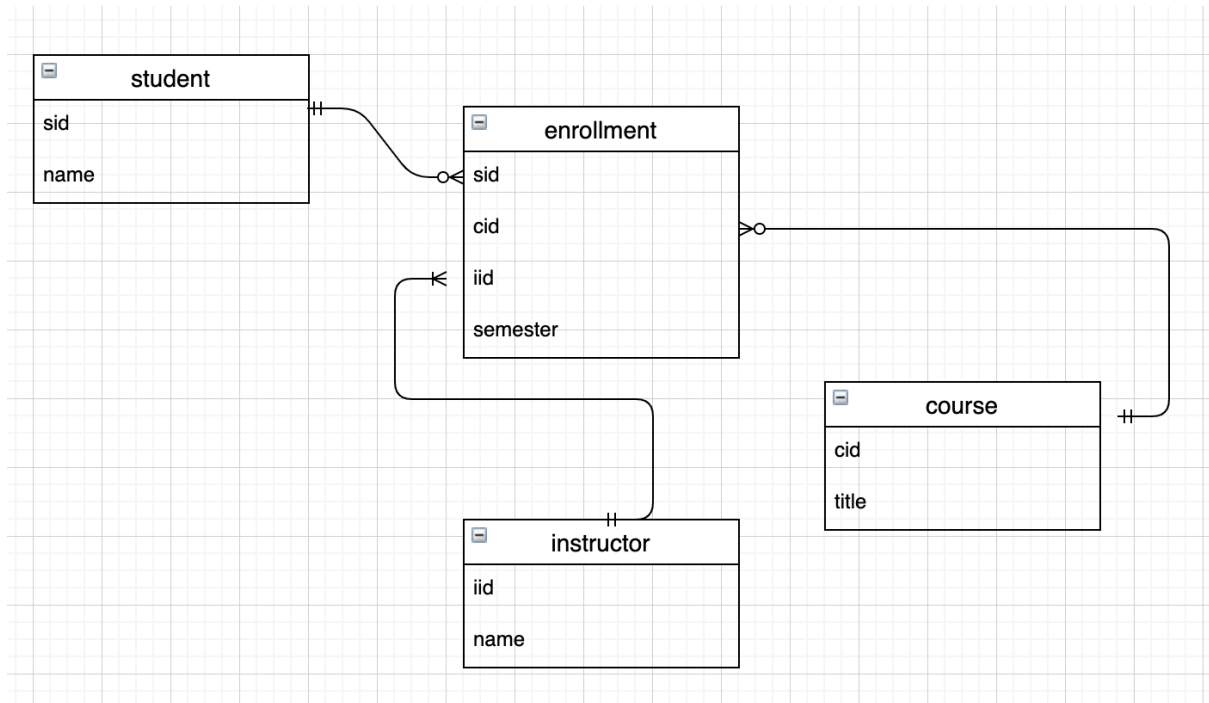 student
sid
name
enrollment
sid
cid
iid
semester
course
cid
title
instructor
iid
name